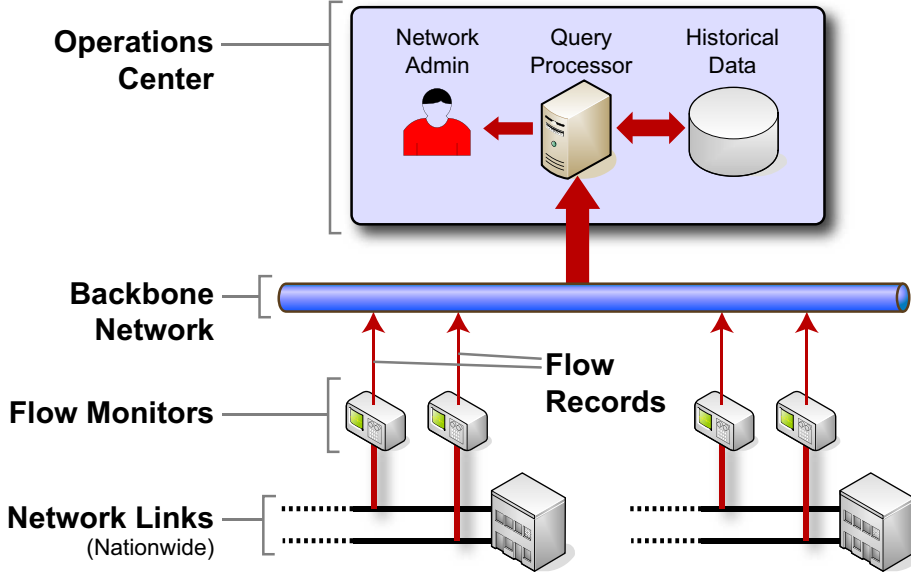 Operations
Center
Network
Admin
Query
Processor
Historical
Data
Backbone
Network
Flow
Records
Flow Monitors
Network Links
(Nationwide)